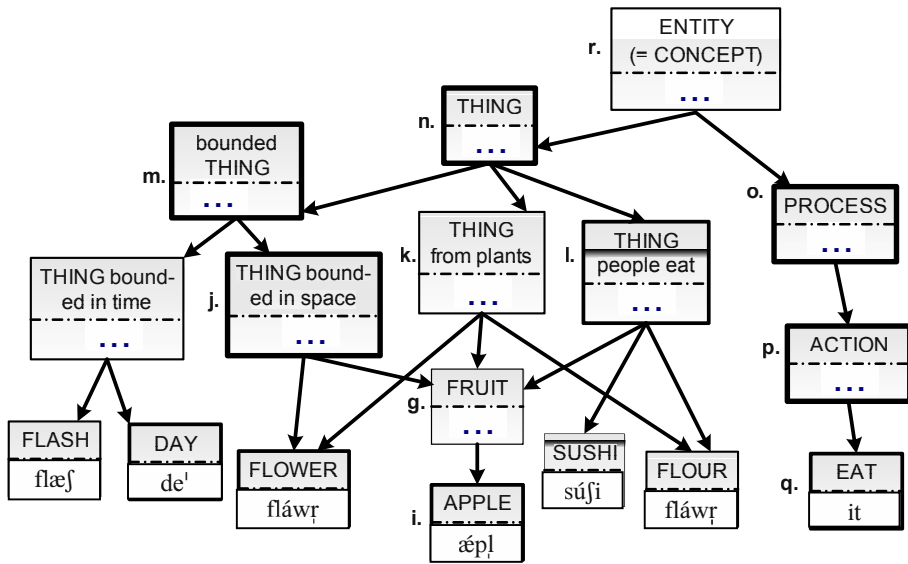 r.
ENTITY
(= CONCEPT)
...
n.
THING
...
m.
bounded
THING
...
o.
PROCESS
...
k.
THING
from plants
...
l.
THING
people eat
...
THING bound-
ed in time
...
j.
THING bound-
ed in space
...
p.
ACTION
...
g.
FRUIT
...
FLASH
flæʃ
DAY
deˈ
FLOWER
fláwr̩
i.
APPLE
ǽpl̩
SUSHI
súʃi
FLOUR
fláwr̩
q.
EAT
it